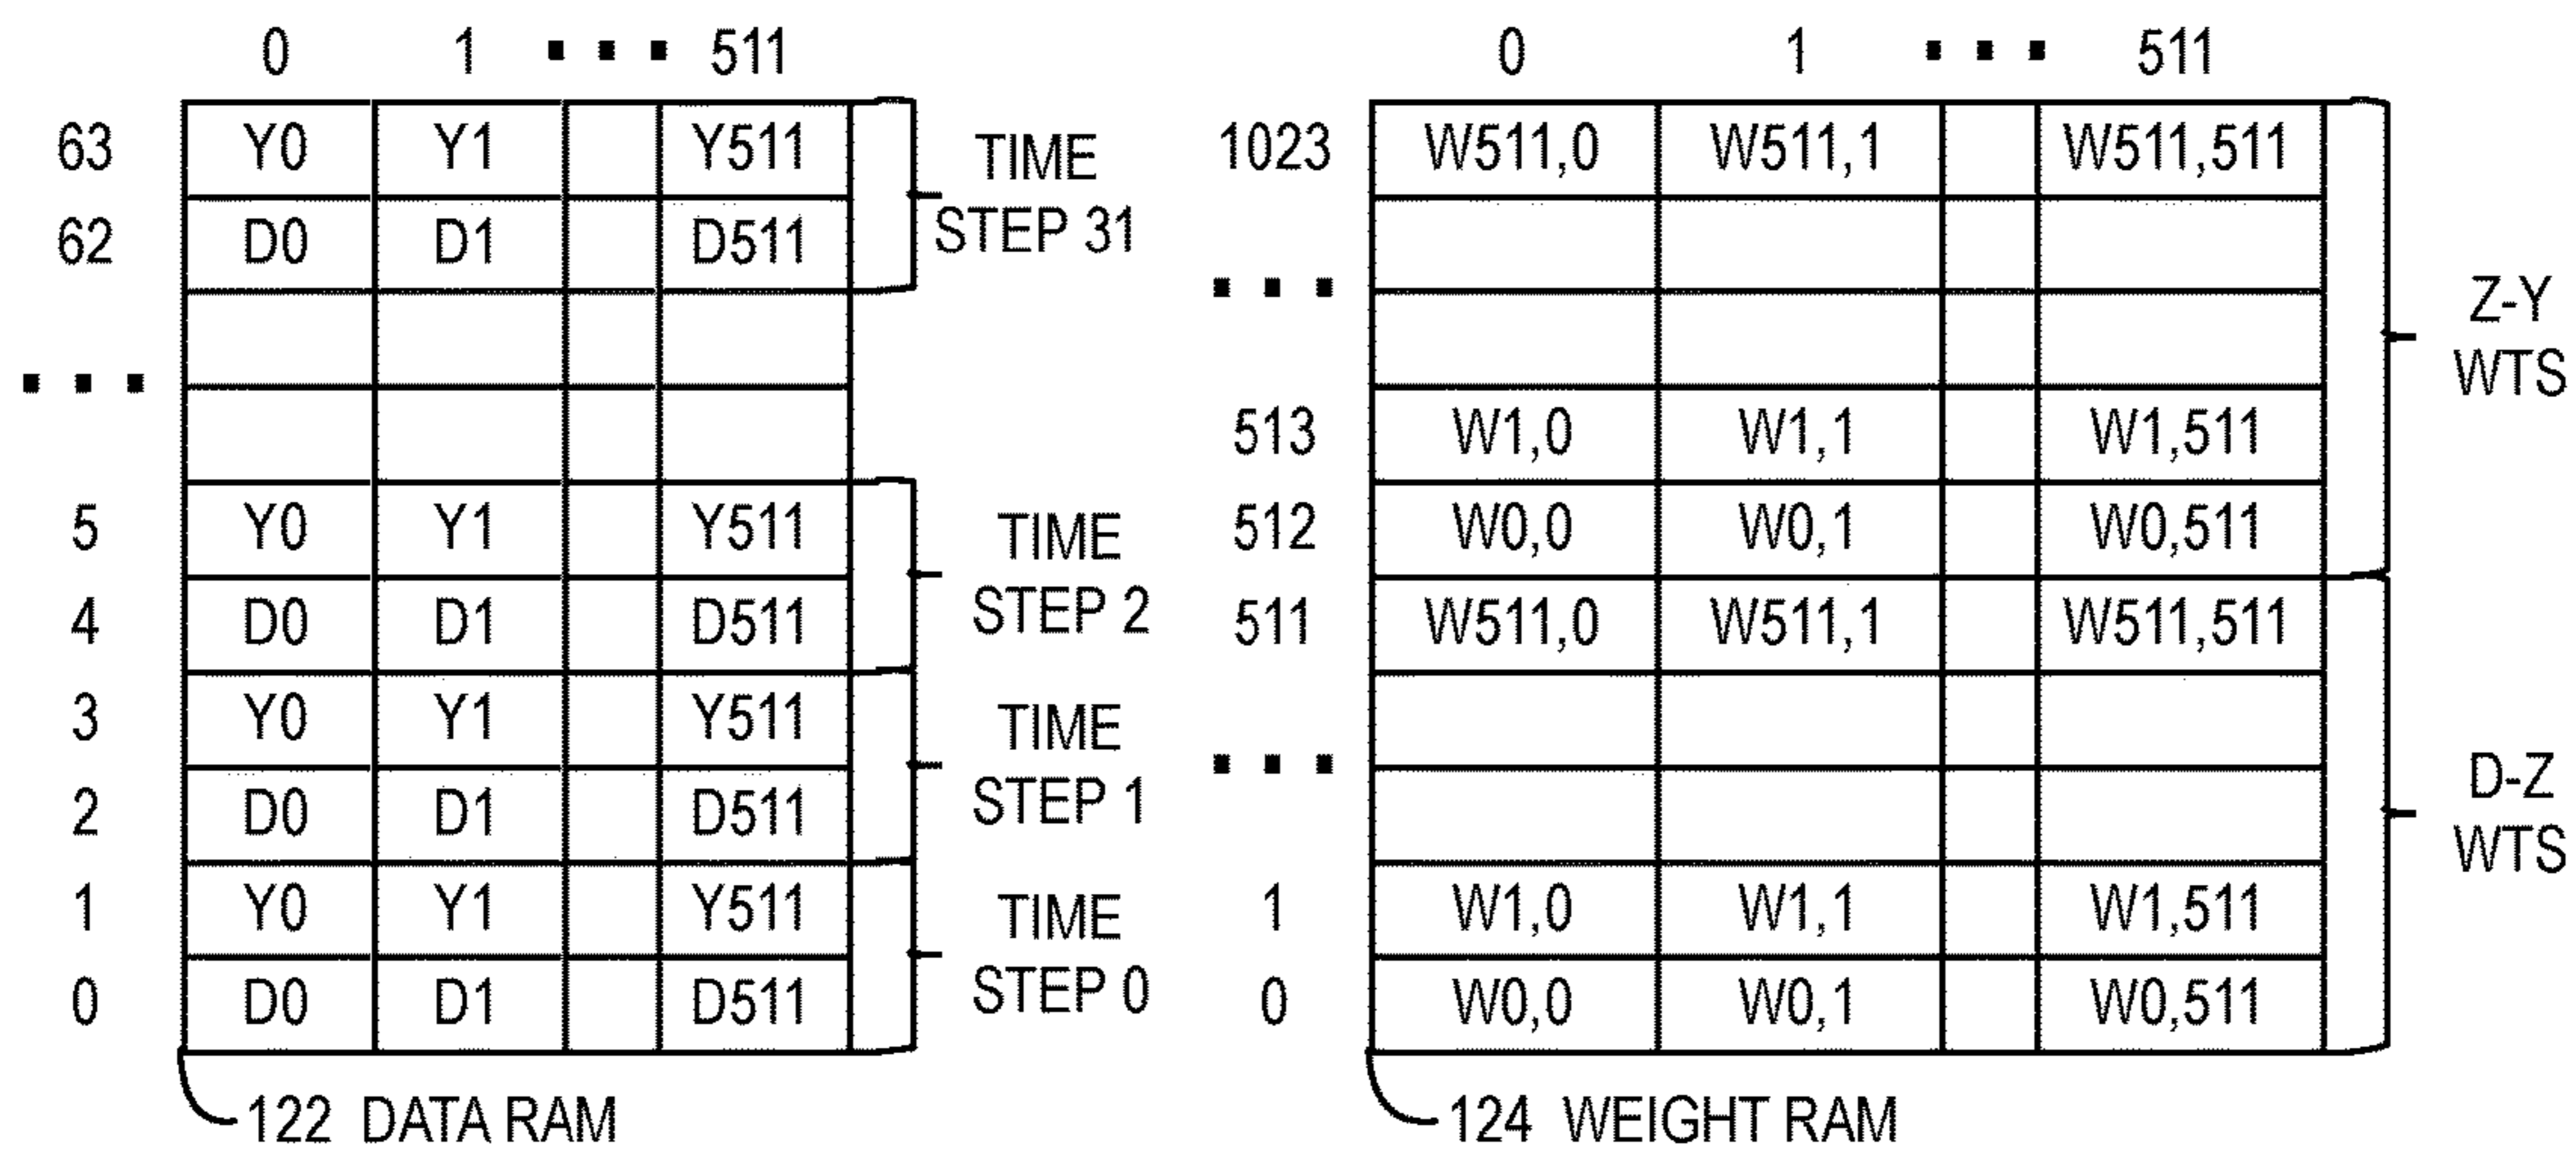 0 1 ... 511
63 Y0 Y1 Y511
62 D0 D1 D511
TIME
STEP 31
...
5 Y0 Y1 Y511
4 D0 D1 D511
TIME
STEP 2
3 Y0 Y1 Y511
2 D0 D1 D511
TIME
STEP 1
1 Y0 Y1 Y511
0 D0 D1 D511
TIME
STEP 0
122 DATA RAM
0 1 ... 511
1023 W511,0 W511,1 W511,511
...
513 W1,0 W1,1 W1,511
512 W0,0 W0,1 W0,511
Z-Y
WTS
511 W511,0 W511,1 W511,511
...
1 W1,0 W1,1 W1,511
0 W0,0 W0,1 W0,511
D-Z
WTS
124 WEIGHT RAM